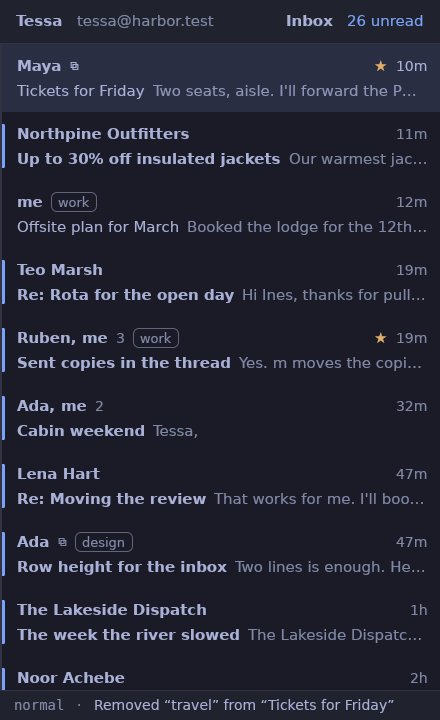 Tessa tessa@harbor.test Inbox 26 unread
Maya ★ 10m
Tickets for Friday Two seats, aisle. I'll forward the P…
Northpine Outfitters 11m
Up to 30% off insulated jackets Our warmest jac…
me work 12m
Offsite plan for March Booked the lodge for the 12th…
Teo Marsh 19m
Re: Rota for the open day Hi Ines, thanks for pull…
Ruben, me 3 work ★ 19m
Sent copies in the thread Yes. m moves the copi…
Ada, me 2 32m
Cabin weekend Tessa,
Lena Hart 47m
Re: Moving the review That works for me. I'll boo…
Ada design 47m
Row height for the inbox Two lines is enough. He…
The Lakeside Dispatch 1h
The week the river slowed The Lakeside Dispatc…
Noor Achebe 2h
normal · Removed “travel” from “Tickets for Friday”